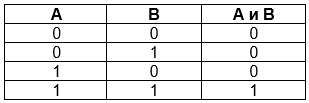 А В А и В
0 0 0
0 1 0
1 0 0
1 1 1